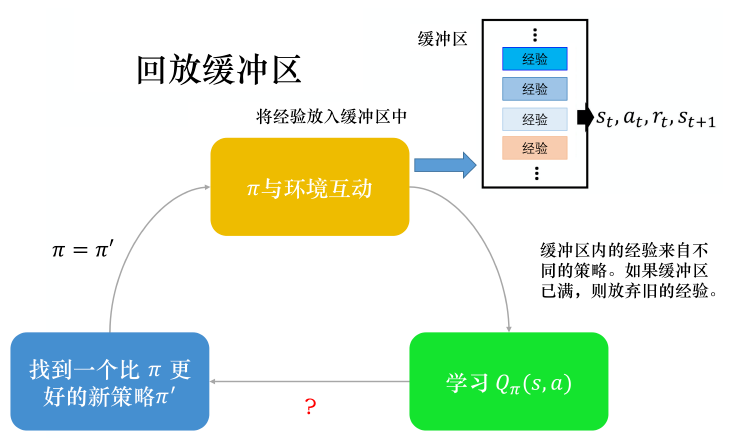 回放缓冲区
缓冲区
经验
经验
经验
经验
s_t, a_t, r_t, s_{t+1}
将经验放入缓冲区中
π与环境互动
π = π′
缓冲区内的经验来自不
同的策略。如果缓冲区
已满，则放弃旧的经验。
找到一个比 π 更
好的新策略π′
?
学习 Q_π(s, a)